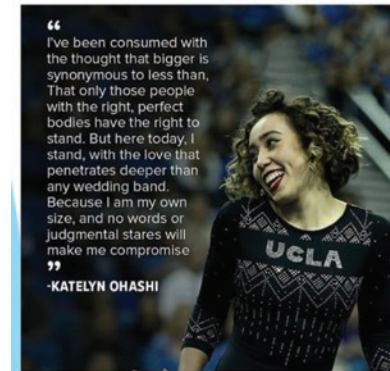 “
I've been consumed with
the thought that bigger is
synonymous to less than,
That only those people
with the right, perfect
bodies have the right to
stand. But here today, I
stand, with the love that
penetrates deeper than
any wedding band.
Because I am my own
size, and no words or
judgmental stares will
make me compromise
”
-KATELYN OHASHI
UCLA